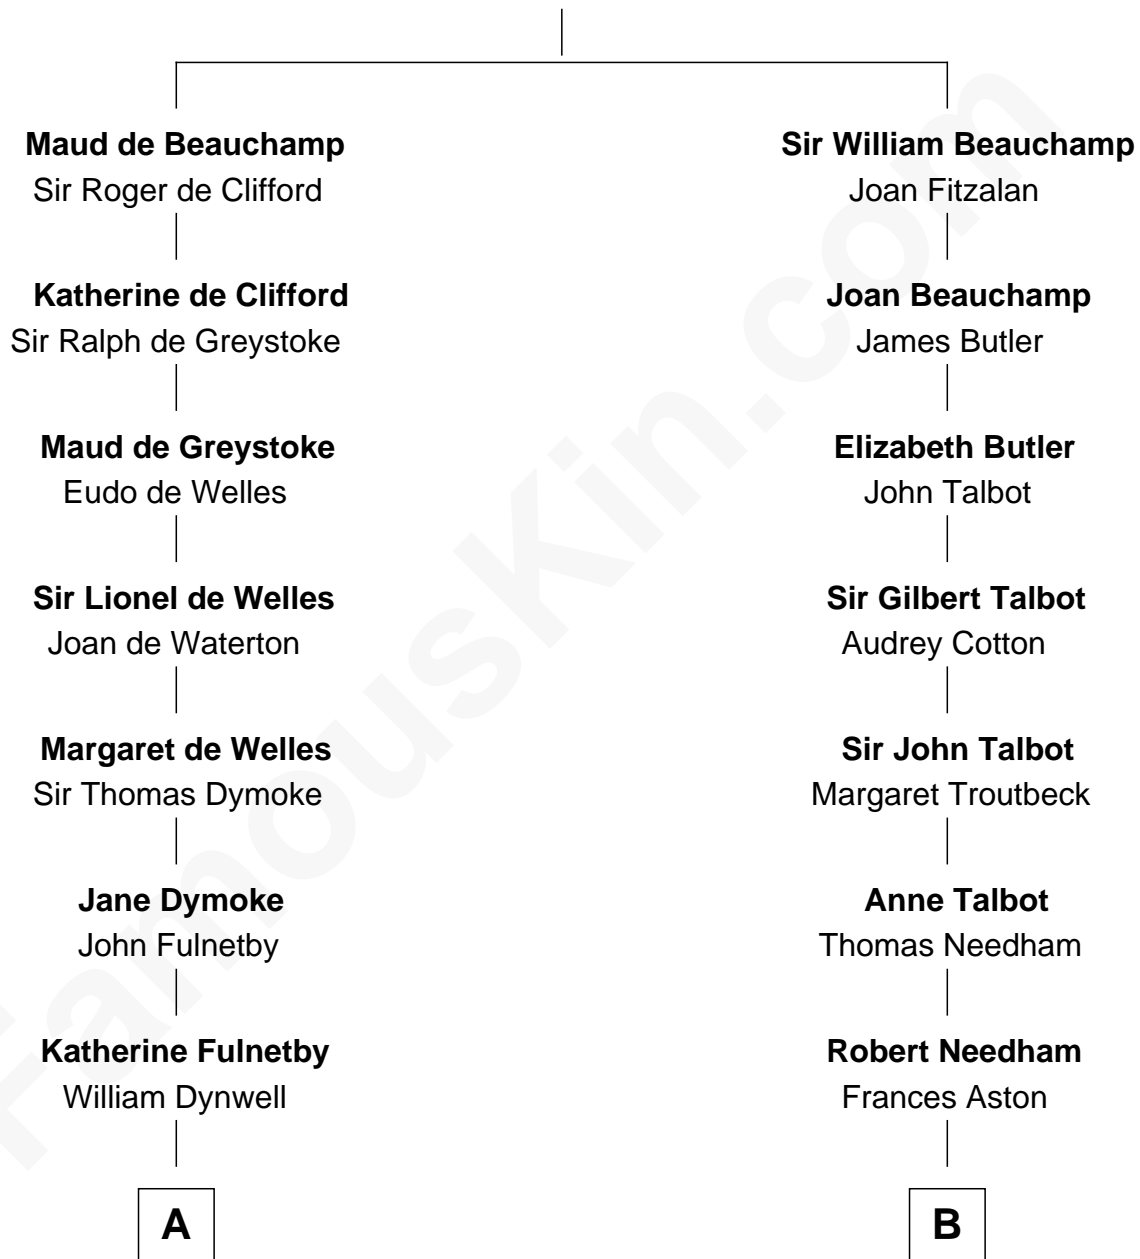 Maud de Beauchamp
Sir Roger de Clifford
Katherine de Clifford
Sir Ralph de Greystoke
Maud de Greystoke
Eudo de Welles
Sir Lionel de Welles
Joan de Waterton
Margaret de Welles
Sir Thomas Dymoke
Jane Dymoke
John Fulnetby
Katherine Fulnetby
William Dynwell
A
Sir William Beauchamp
Joan Fitzalan
Joan Beauchamp
James Butler
Elizabeth Butler
John Talbot
Sir Gilbert Talbot
Audrey Cotton
Sir John Talbot
Margaret Troutbeck
Anne Talbot
Thomas Needham
Robert Needham
Frances Aston
B
FamousKin.com